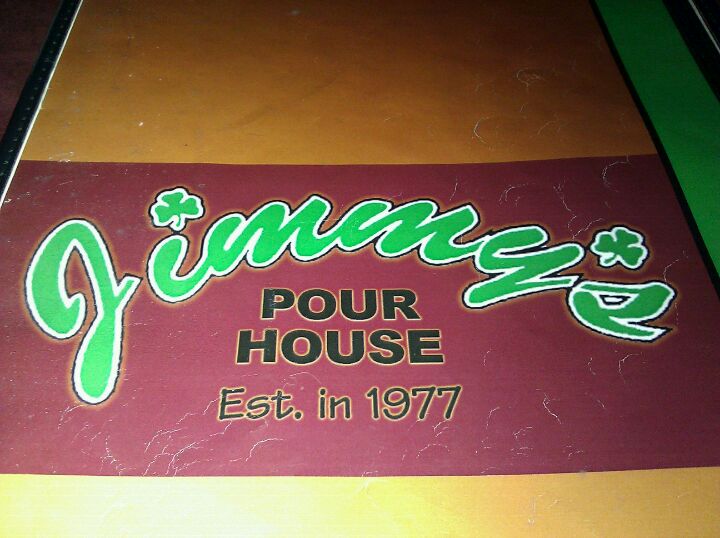 Jimmy's
POUR
HOUSE
Est. in 1977